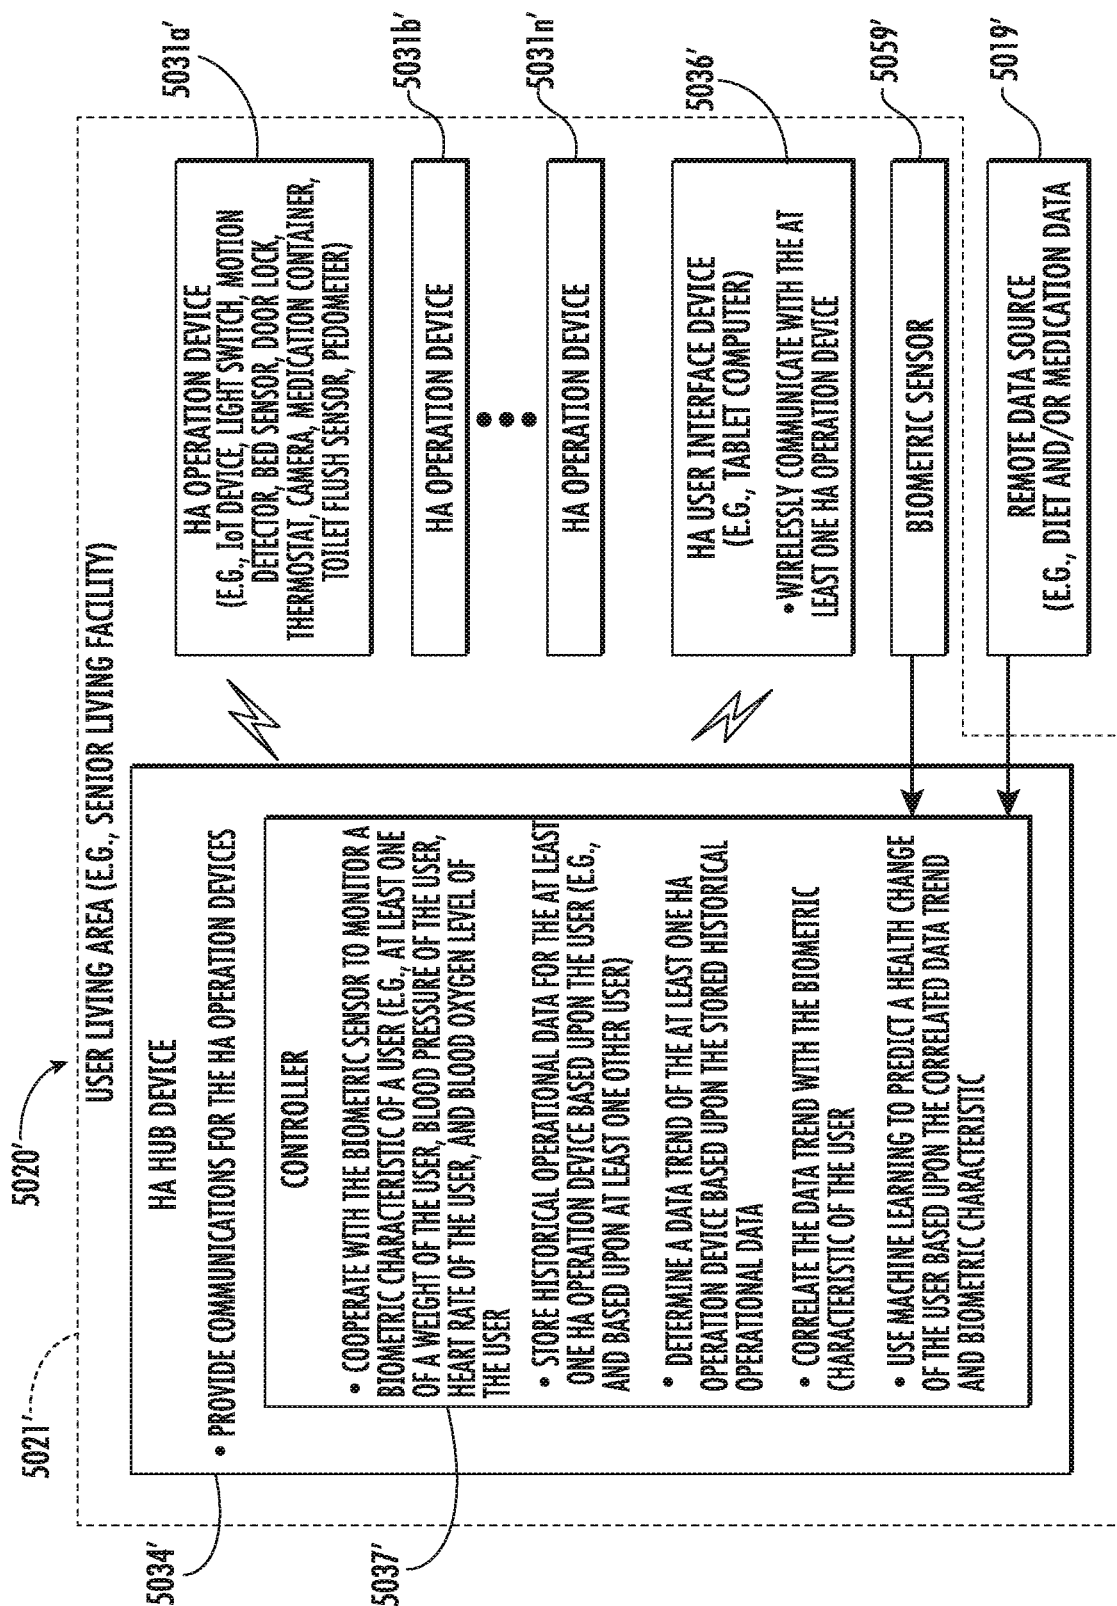 5020'
5021'
USER LIVING AREA (E.G., SENIOR LIVING FACILITY)
5034'
HA HUB DEVICE
• PROVIDE COMMUNICATIONS FOR THE HA OPERATION DEVICES
5037'
CONTROLLER
• COOPERATE WITH THE BIOMETRIC SENSOR TO MONITOR A
BIOMETRIC CHARACTERISTIC OF A USER (E.G., AT LEAST ONE
OF A WEIGHT OF THE USER, BLOOD PRESSURE OF THE USER,
HEART RATE OF THE USER, AND BLOOD OXYGEN LEVEL OF
THE USER
• STORE HISTORICAL OPERATIONAL DATA FOR THE AT LEAST
ONE HA OPERATION DEVICE BASED UPON THE USER (E.G.,
AND BASED UPON AT LEAST ONE OTHER USER)
• DETERMINE A DATA TREND OF THE AT LEAST ONE HA
OPERATION DEVICE BASED UPON THE STORED HISTORICAL
OPERATIONAL DATA
• CORRELATE THE DATA TREND WITH THE BIOMETRIC
CHARACTERISTIC OF THE USER
• USE MACHINE LEARNING TO PREDICT A HEALTH CHANGE
OF THE USER BASED UPON THE CORRELATED DATA TREND
AND BIOMETRIC CHARACTERISTIC
5031a'
HA OPERATION DEVICE
(E.G., IoT DEVICE, LIGHT SWITCH, MOTION
DETECTOR, BED SENSOR, DOOR LOCK,
THERMOSTAT, CAMERA, MEDICATION CONTAINER,
TOILET FLUSH SENSOR, PEDOMETER)
5031b'
HA OPERATION DEVICE
5031n'
HA OPERATION DEVICE
5036'
HA USER INTERFACE DEVICE
(E.G., TABLET COMPUTER)
• WIRELESSLY COMMUNICATE WITH THE AT
LEAST ONE HA OPERATION DEVICE
5059'
BIOMETRIC SENSOR
5019'
REMOTE DATA SOURCE
(E.G., DIET AND/OR MEDICATION DATA